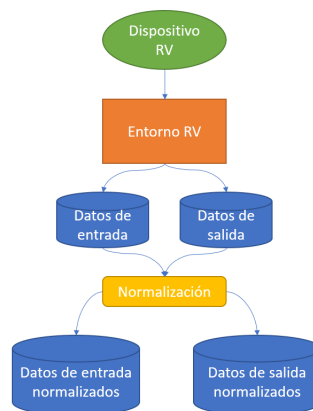 Dispositivo
RV
Entorno RV
Datos de
entrada
Datos de
salida
Normalización
Datos de entrada
normalizados
Datos de salida
normalizados